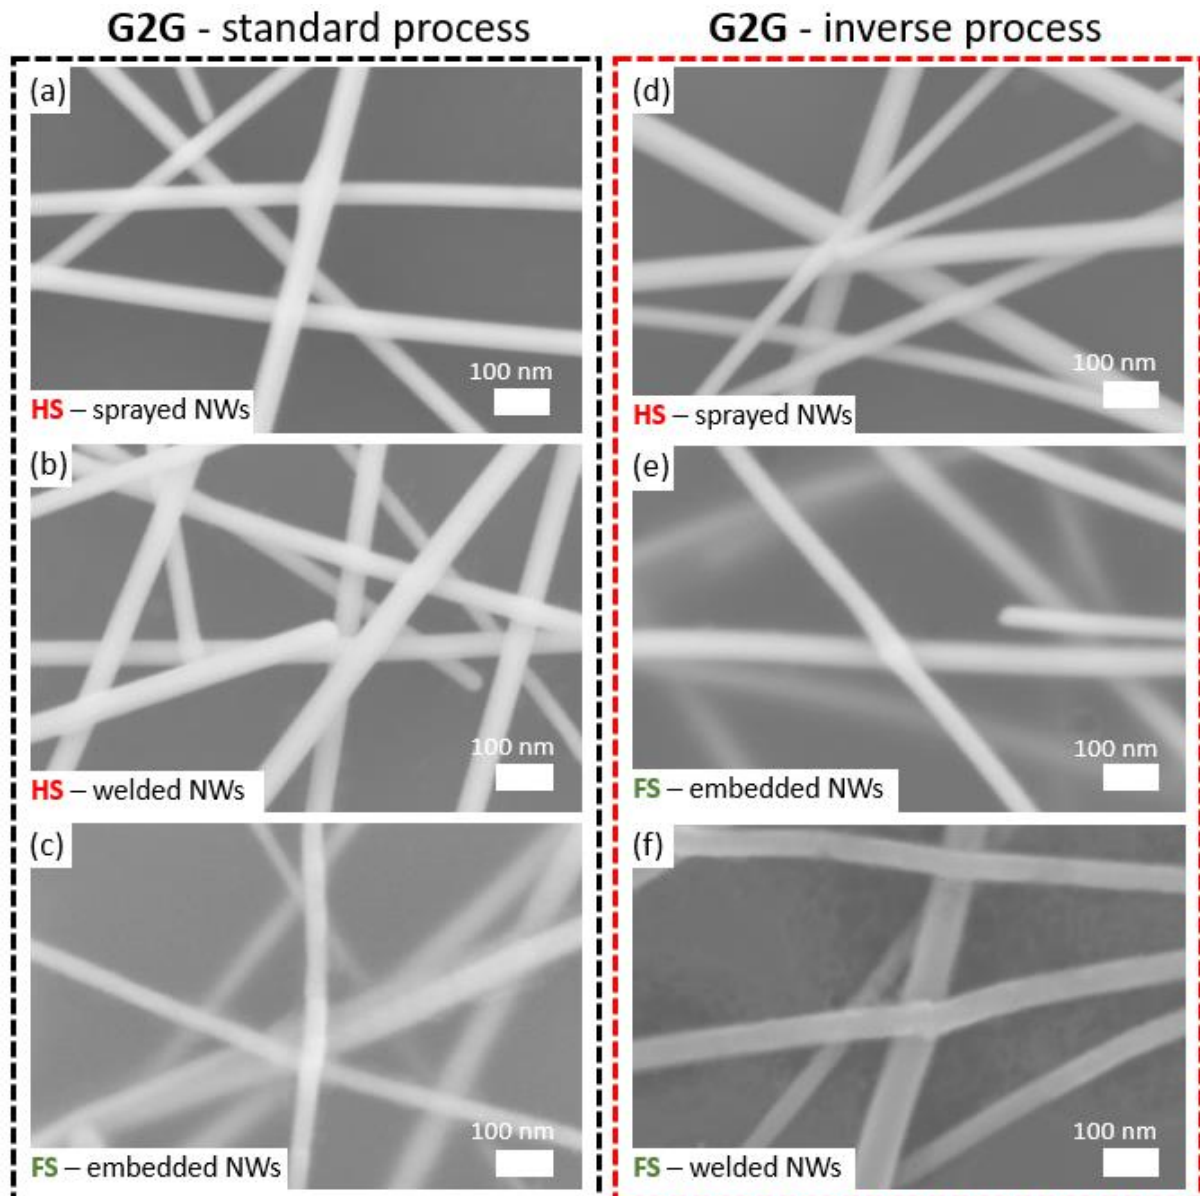 G2G - standard process
(a)
100 nm
HS – sprayed NWs
(b)
100 nm
HS – welded NWs
(c)
100 nm
FS – embedded NWs
G2G - inverse process
(d)
100 nm
HS – sprayed NWs
(e)
100 nm
FS – embedded NWs
(f)
100 nm
FS – welded NWs